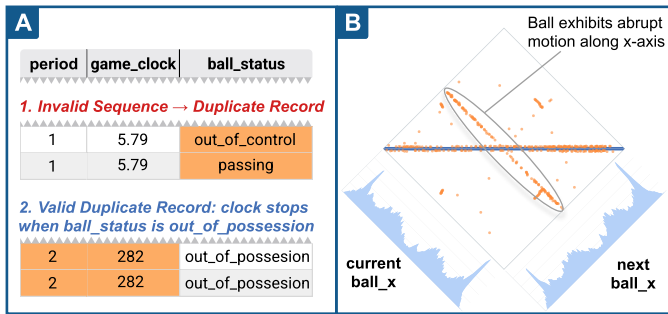 A
period game_clock ball_status
1. Invalid Sequence → Duplicate Record
1 5.79 out_of_control
1 5.79 passing
2. Valid Duplicate Record: clock stops
when ball_status is out_of_possession
2 282 out_of_possesion
2 282 out_of_possesion
B
Ball exhibits abrupt
motion along x-axis
current
ball_x
next
ball_x